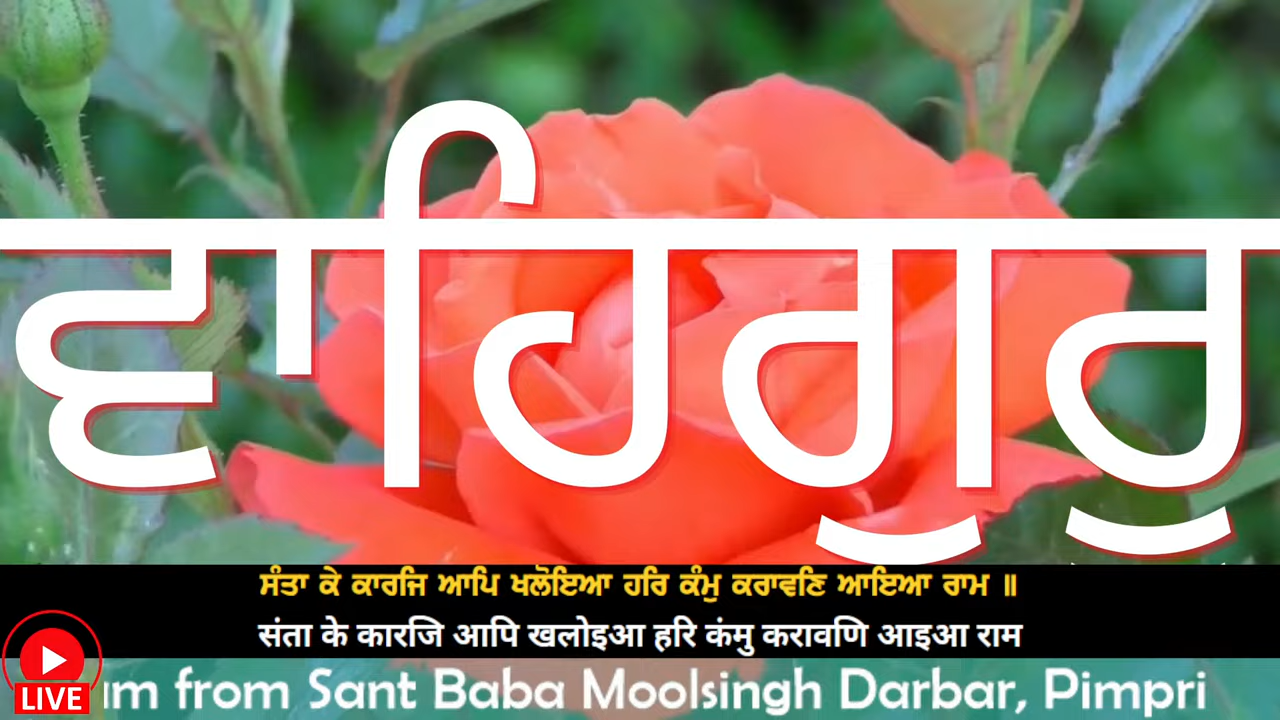 ਵਾਹਿਗੁਰੁ
ਸੰਤਾ ਕੇ ਕਾਰਜਿ ਆਪਿ ਖਲੋਇਆ ਹਰਿ ਕੰਮੁ ਕਰਾਵਣਿ ਆਇਆ ਰਾਮ ॥
संता के कारजि आपि खलोइआ हरि कंमु करावणि आइआ राम
from Sant Baba Moolsingh Darbar, Pimpri
LIVE